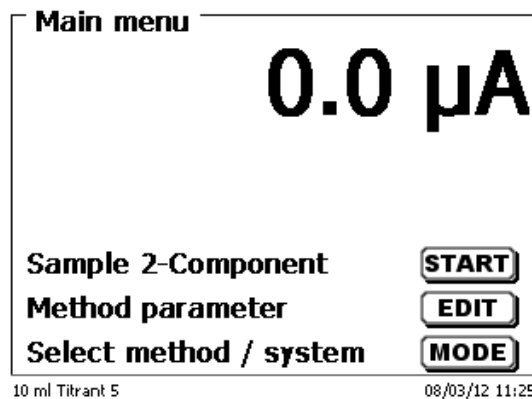 Main menu
0.0 µA
Sample 2-Component START
Method parameter EDIT
Select method / system MODE
10 ml Titrant 5 08/03/12 11:25